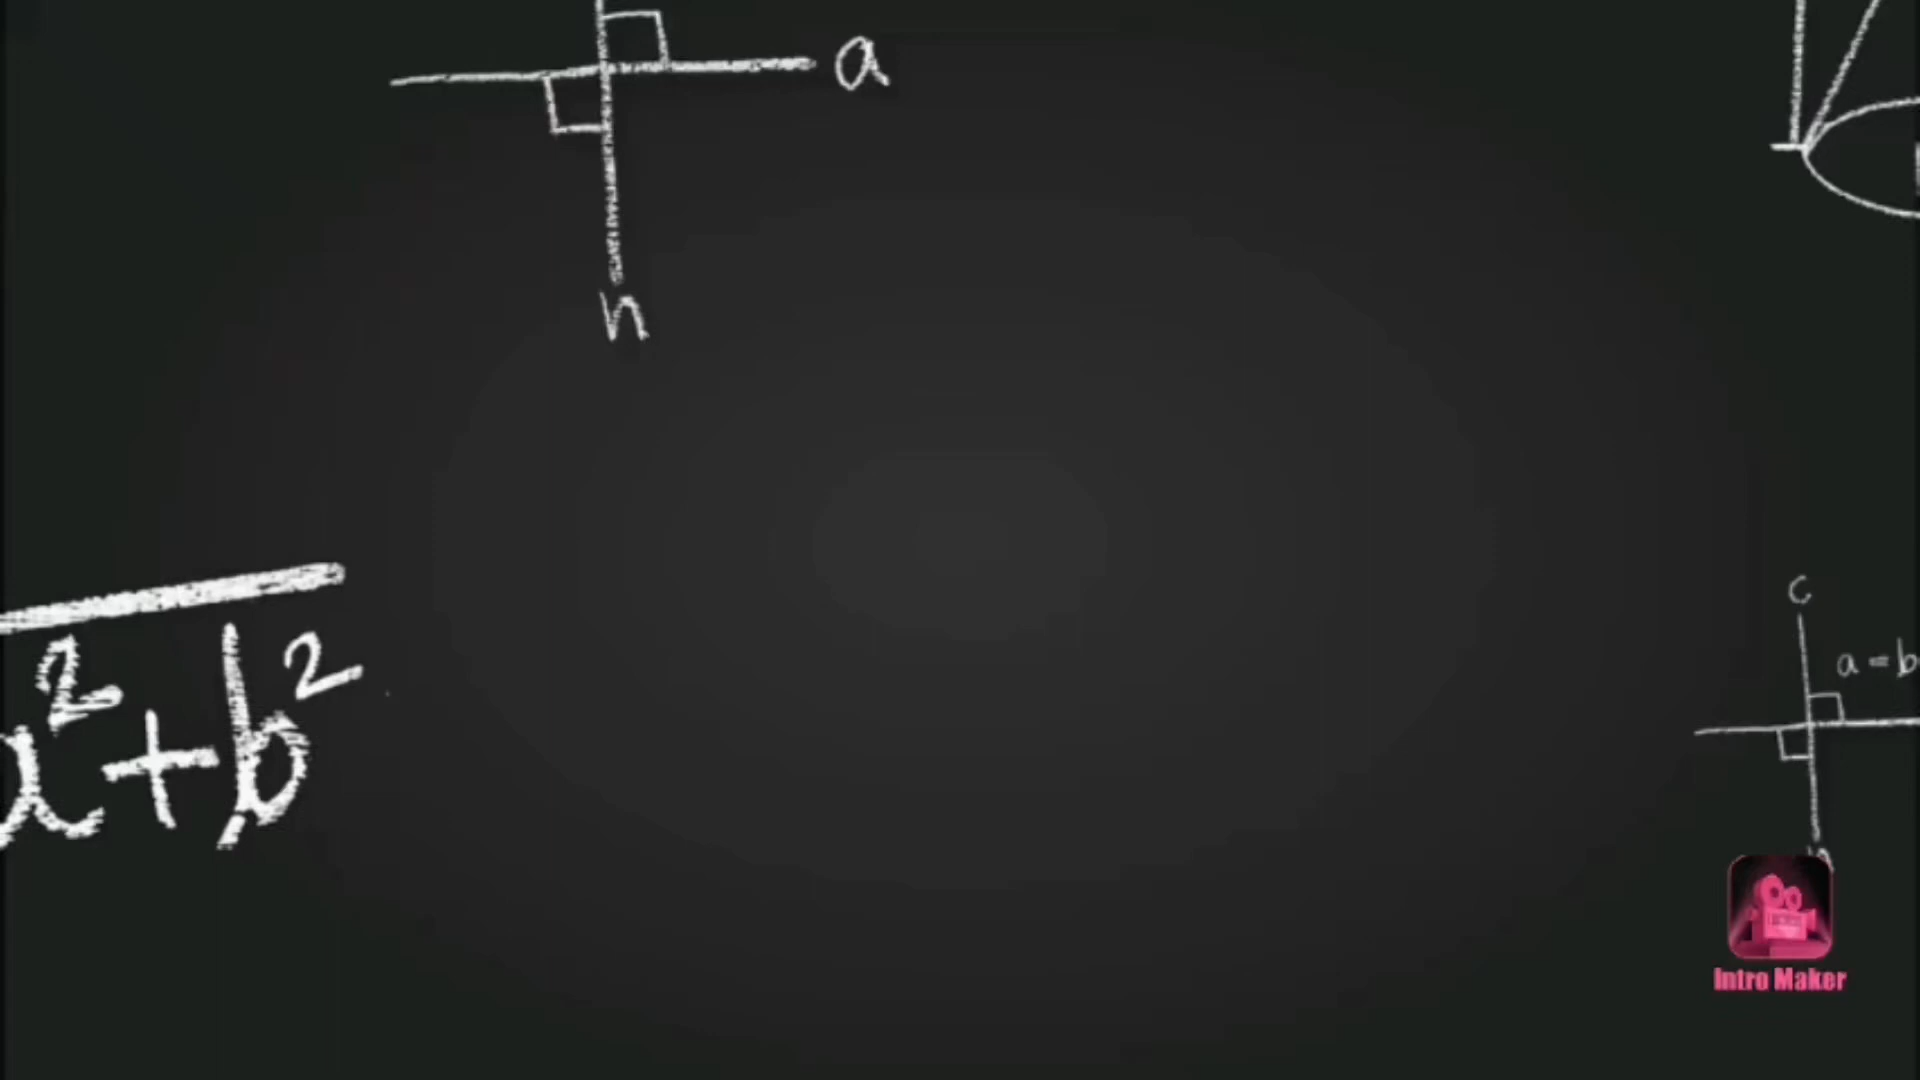 a
n
c
a = b
a² + b²
n
Intro Maker